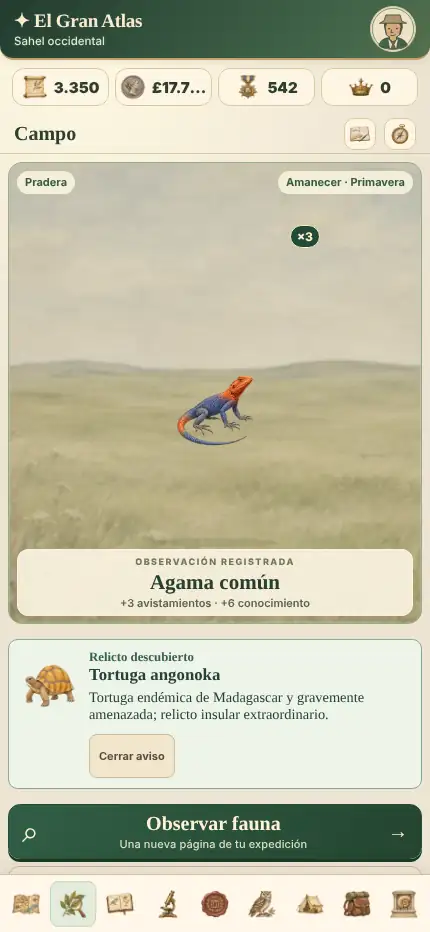 ✦ El Gran Atlas
Sahel occidental
3.350
£17.7...
542
0
Campo
Pradera
Amanecer · Primavera
×3
OBSERVACIÓN REGISTRADA
Agama común
+3 avistamientos · +6 conocimiento
Relicto descubierto
Tortuga angonoka
Tortuga endémica de Madagascar y gravemente
amenazada; relicto insular extraordinario.
Cerrar aviso
Observar fauna
Una nueva página de tu expedición
→